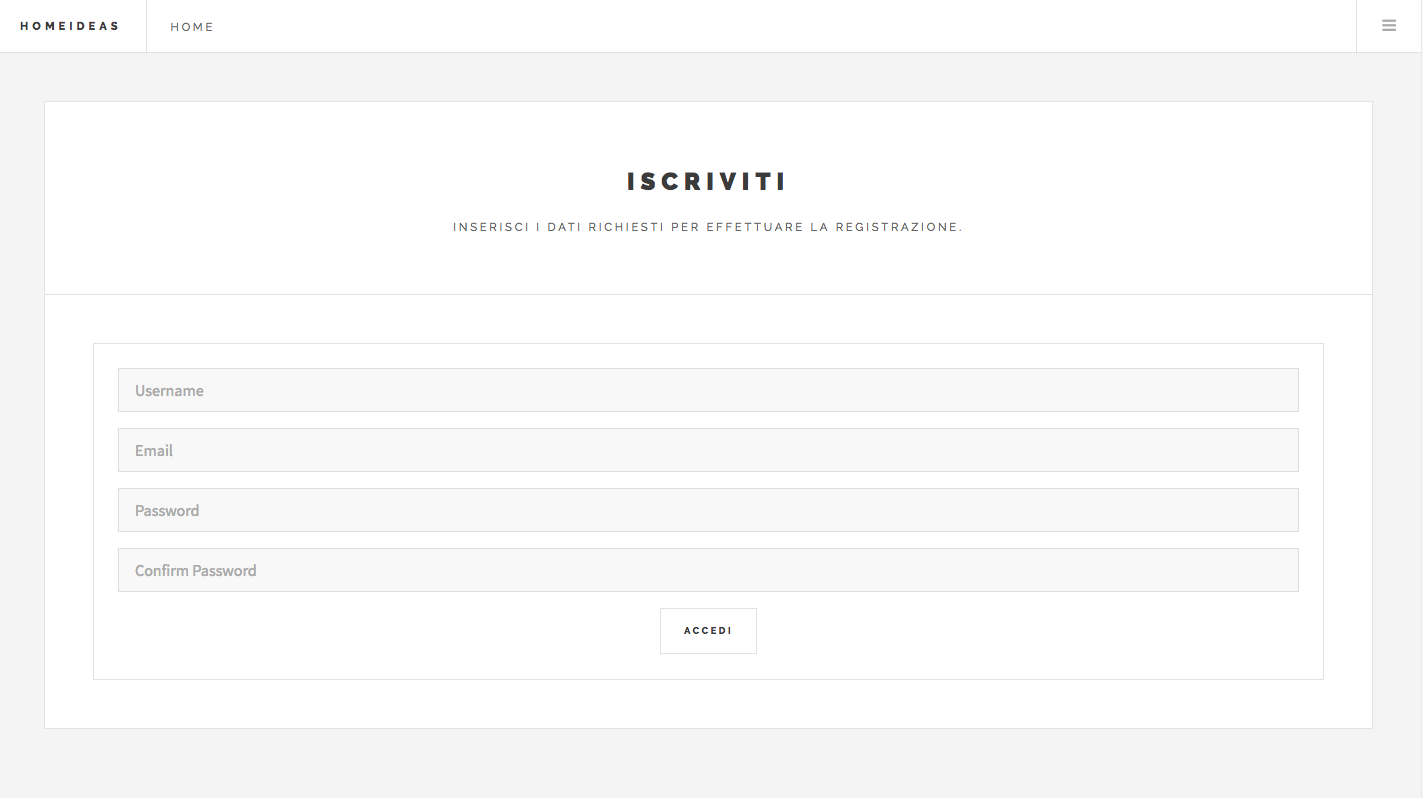 HOMEIDEAS
HOME
ISCRIVITI
INSERISCI I DATI RICHIESTI PER EFFETTUARE LA REGISTRAZIONE.
Username
Email
Password
Confirm Password
ACCEDI